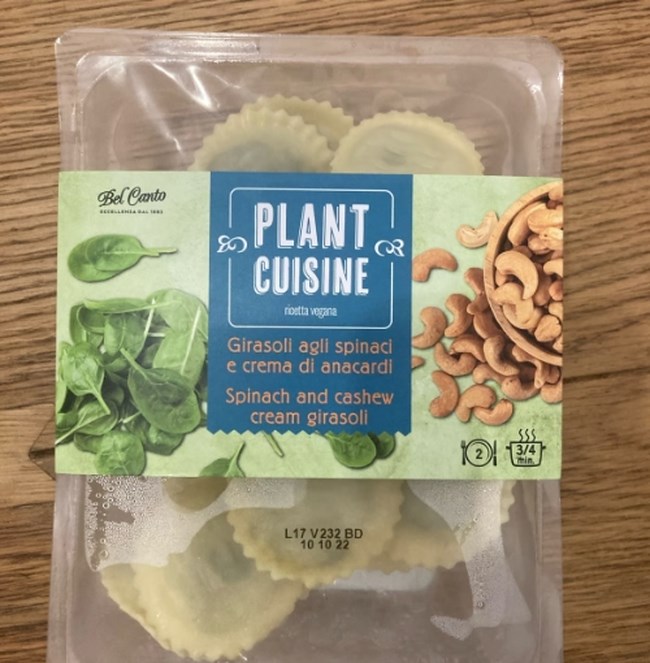 Bel Canto
ECCELLENZA DAL 1992
PLANT
CUISINE
ricetta vegana
Girasoli agli spinaci
e crema di anacardi
Spinach and cashew
cream girasoli
2
3/4
min.
L17 V232 BD
10 10 22